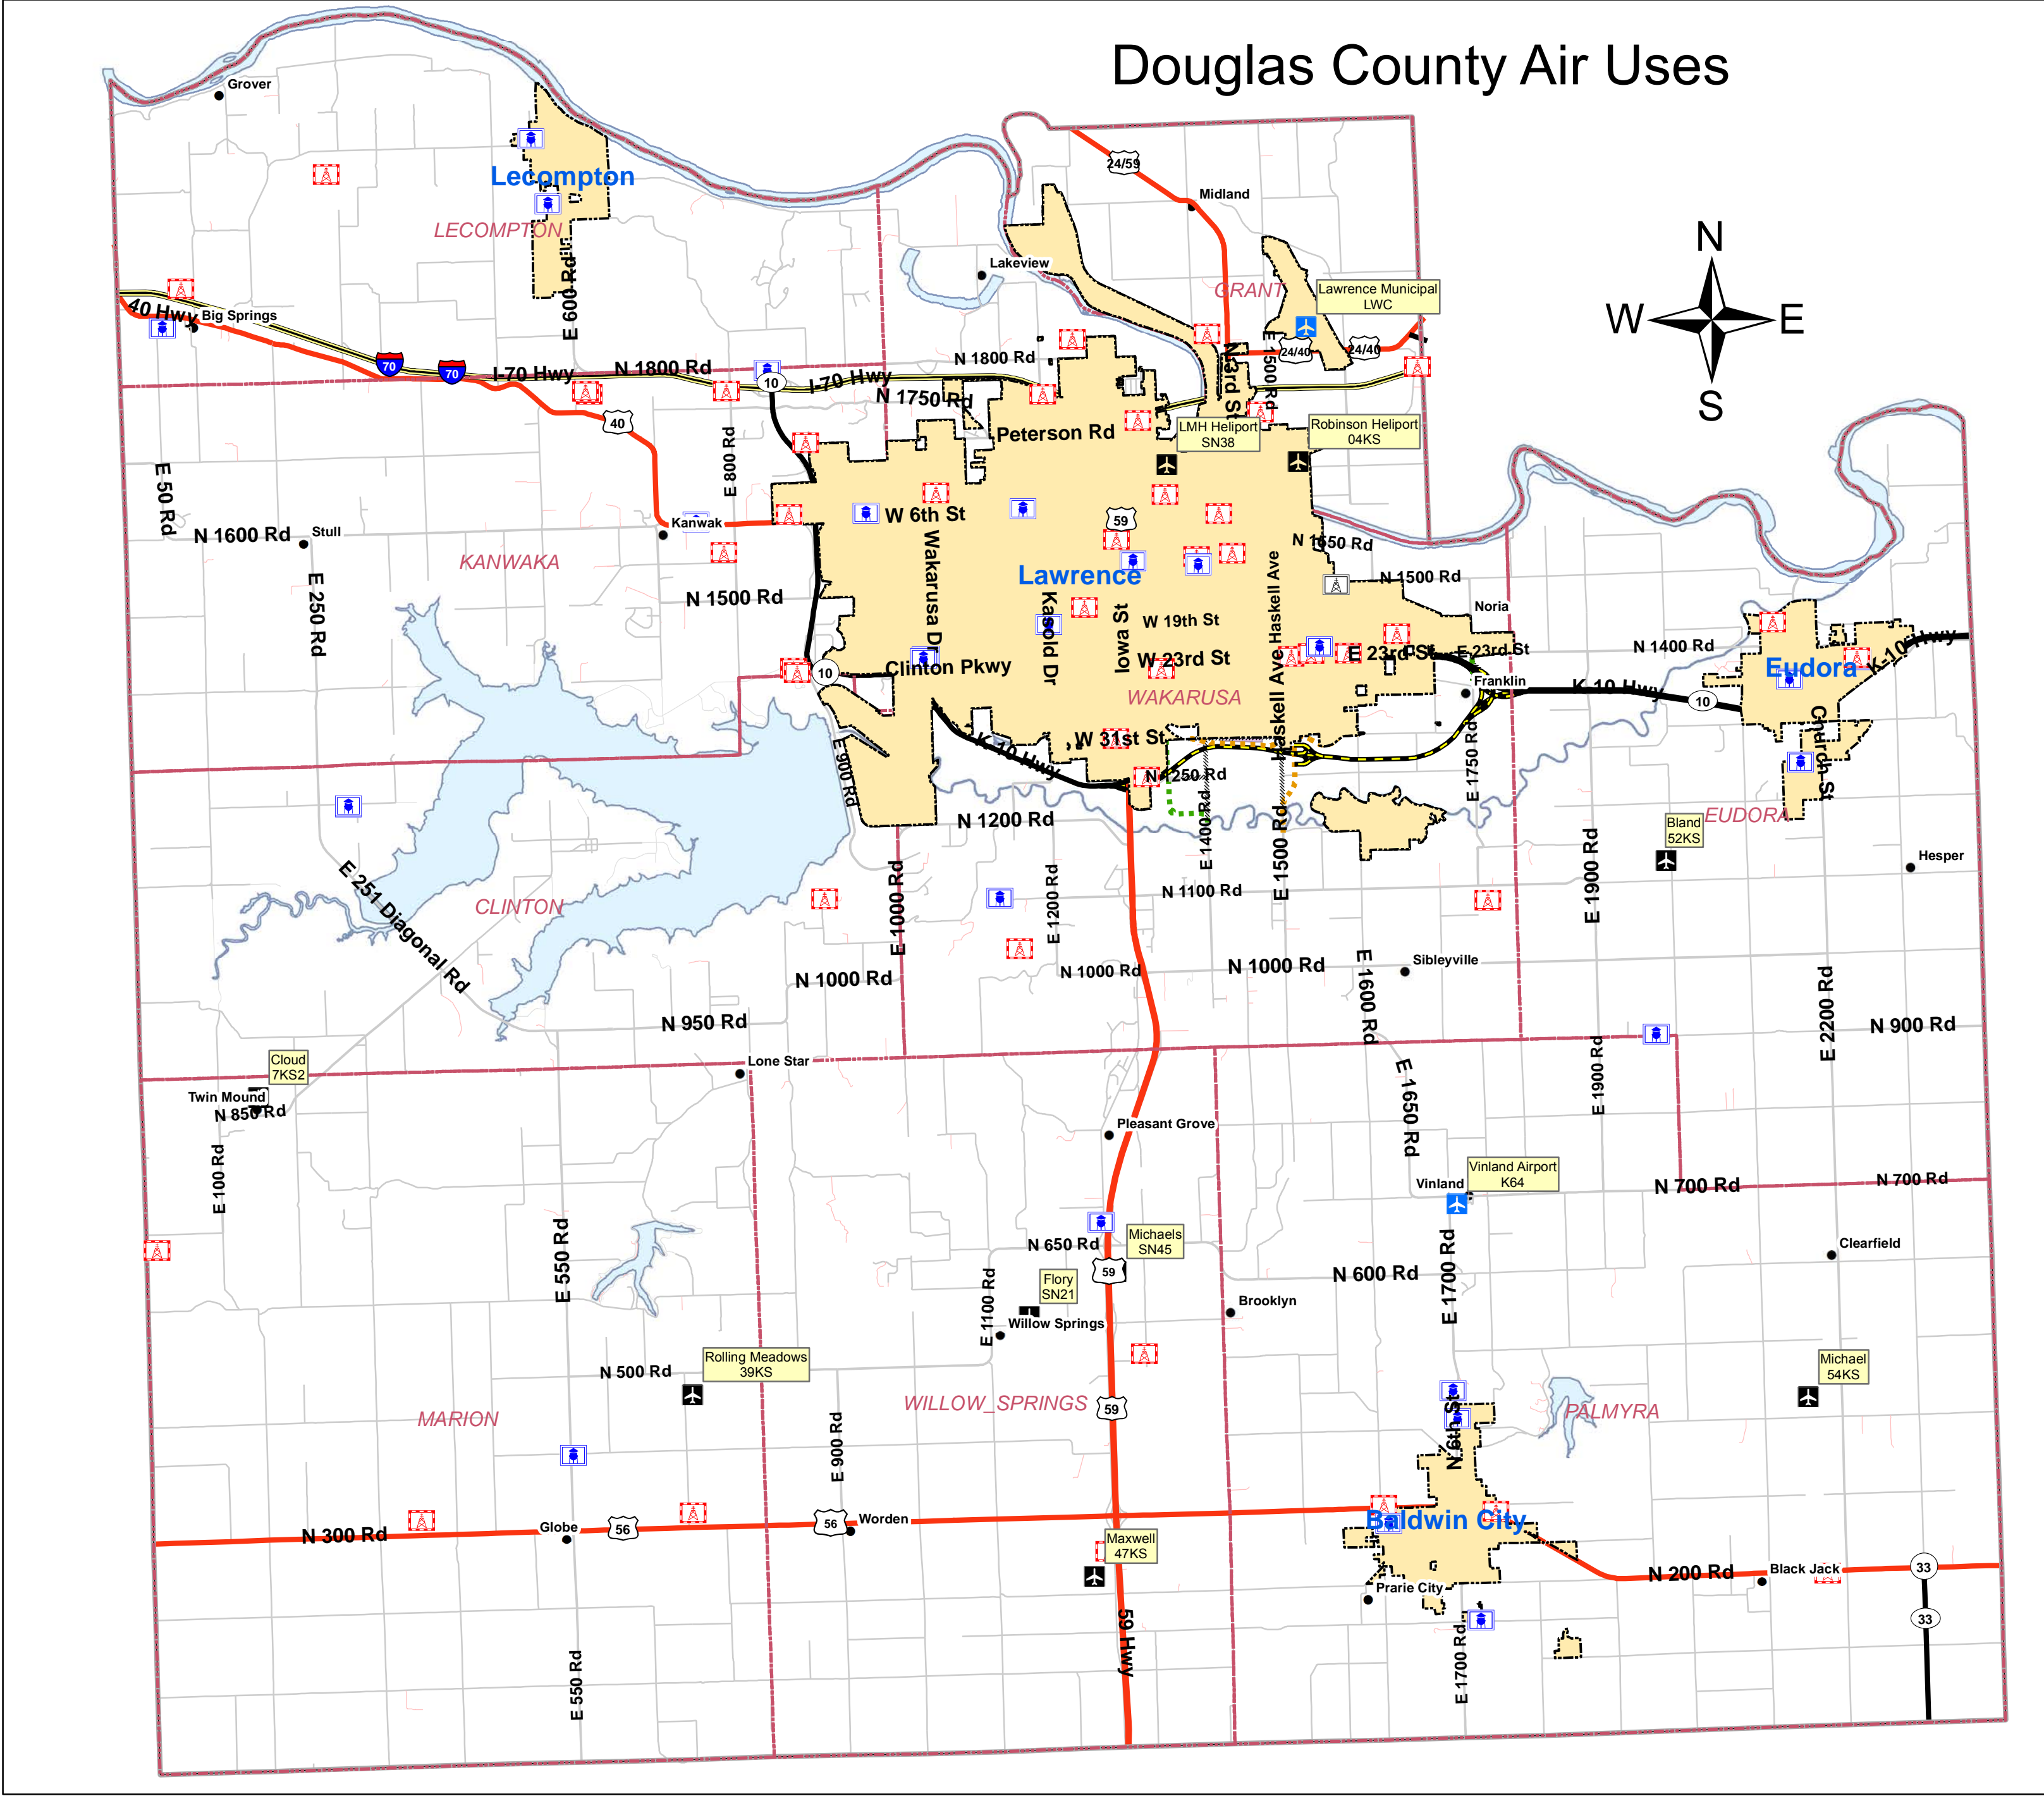 Douglas County Air Uses
Grover
Lecompton
LECOMPTON
E 600 Rd
24/59
Midland
Lakeview
GRANT
Lawrence Municipal
LWC
N
W
E
S
40 Hwy
Big Springs
70
70
I-70 Hwy
N 1800 Rd
10
I-70 Hwy
N 1800 Rd
N 1750 Rd
24/40
24/40
N 3rd St
E 1500 Rd
40
Peterson Rd
LMH Heliport
SN38
Robinson Heliport
04KS
E 50 Rd
E 800 Rd
N 1600 Rd
Stull
Kanwak
W 6th St
59
N 1650 Rd
KANWAKA
E 250 Rd
N 1500 Rd
Wakarusa Dr
Lawrence
Kasold Dr
Iowa St
W 19th St
Haskell Ave
N 1500 Rd
Noria
N 1400 Rd
Clinton Pkwy
10
W 23rd St
E 23rd St
E 23rd St
WAKARUSA
Haskell Ave
Franklin
K-10 Hwy
10
Eudora
K-10 Hwy
Church St
W 31st St
K-10 Hwy
E 900 Rd
N 1250 Rd
E 1750 Rd
N 1200 Rd
E 1400 Rd
E 1500 Rd
EUDORA
Bland
52KS
Hesper
E 251 Diagonal Rd
CLINTON
E 1000 Rd
E 1200 Rd
N 1100 Rd
E 1900 Rd
N 1000 Rd
N 1000 Rd
N 1000 Rd
E 1600 Rd
Sibleyville
E 2200 Rd
N 950 Rd
N 900 Rd
Cloud
7KS2
Lone Star
E 1650 Rd
E 1900 Rd
Twin Mound
N 850 Rd
Pleasant Grove
E 100 Rd
Vinland Airport
K64
Vinland
N 700 Rd
N 700 Rd
E 550 Rd
N 650 Rd
Michaels
SN45
59
E 1700 Rd
Clearfield
Flory
SN21
N 600 Rd
E 1100 Rd
Willow Springs
Brooklyn
N 500 Rd
Rolling Meadows
39KS
Michael
54KS
MARION
WILLOW_SPRINGS
59
N 6th St
PALMYRA
E 900 Rd
N 300 Rd
Globe
56
56
Worden
Baldwin City
Maxwell
47KS
Prarie City
N 200 Rd
Black Jack
33
33
59 Hwy
E 550 Rd
E 1700 Rd